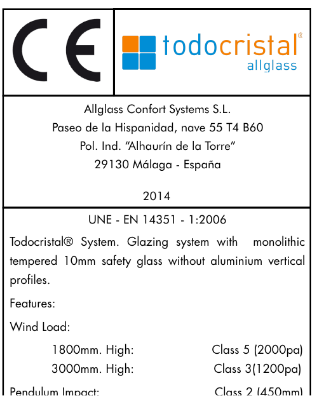 CE
todocristal®
allglass
Allglass Confort Systems S.L.
Paseo de la Hispanidad, nave 55 T4 B60
Pol. Ind. "Alhaurín de la Torre"
29130 Málaga - España
2014
UNE - EN 14351 - 1:2006
Todocristal® System. Glazing system with monolithic
tempered 10mm safety glass without aluminium vertical
profiles.
Features:
Wind Load:
1800mm. High: Class 5 (2000pa)
3000mm. High: Class 3(1200pa)
Pendulum Impact: Class 2 (450mm)